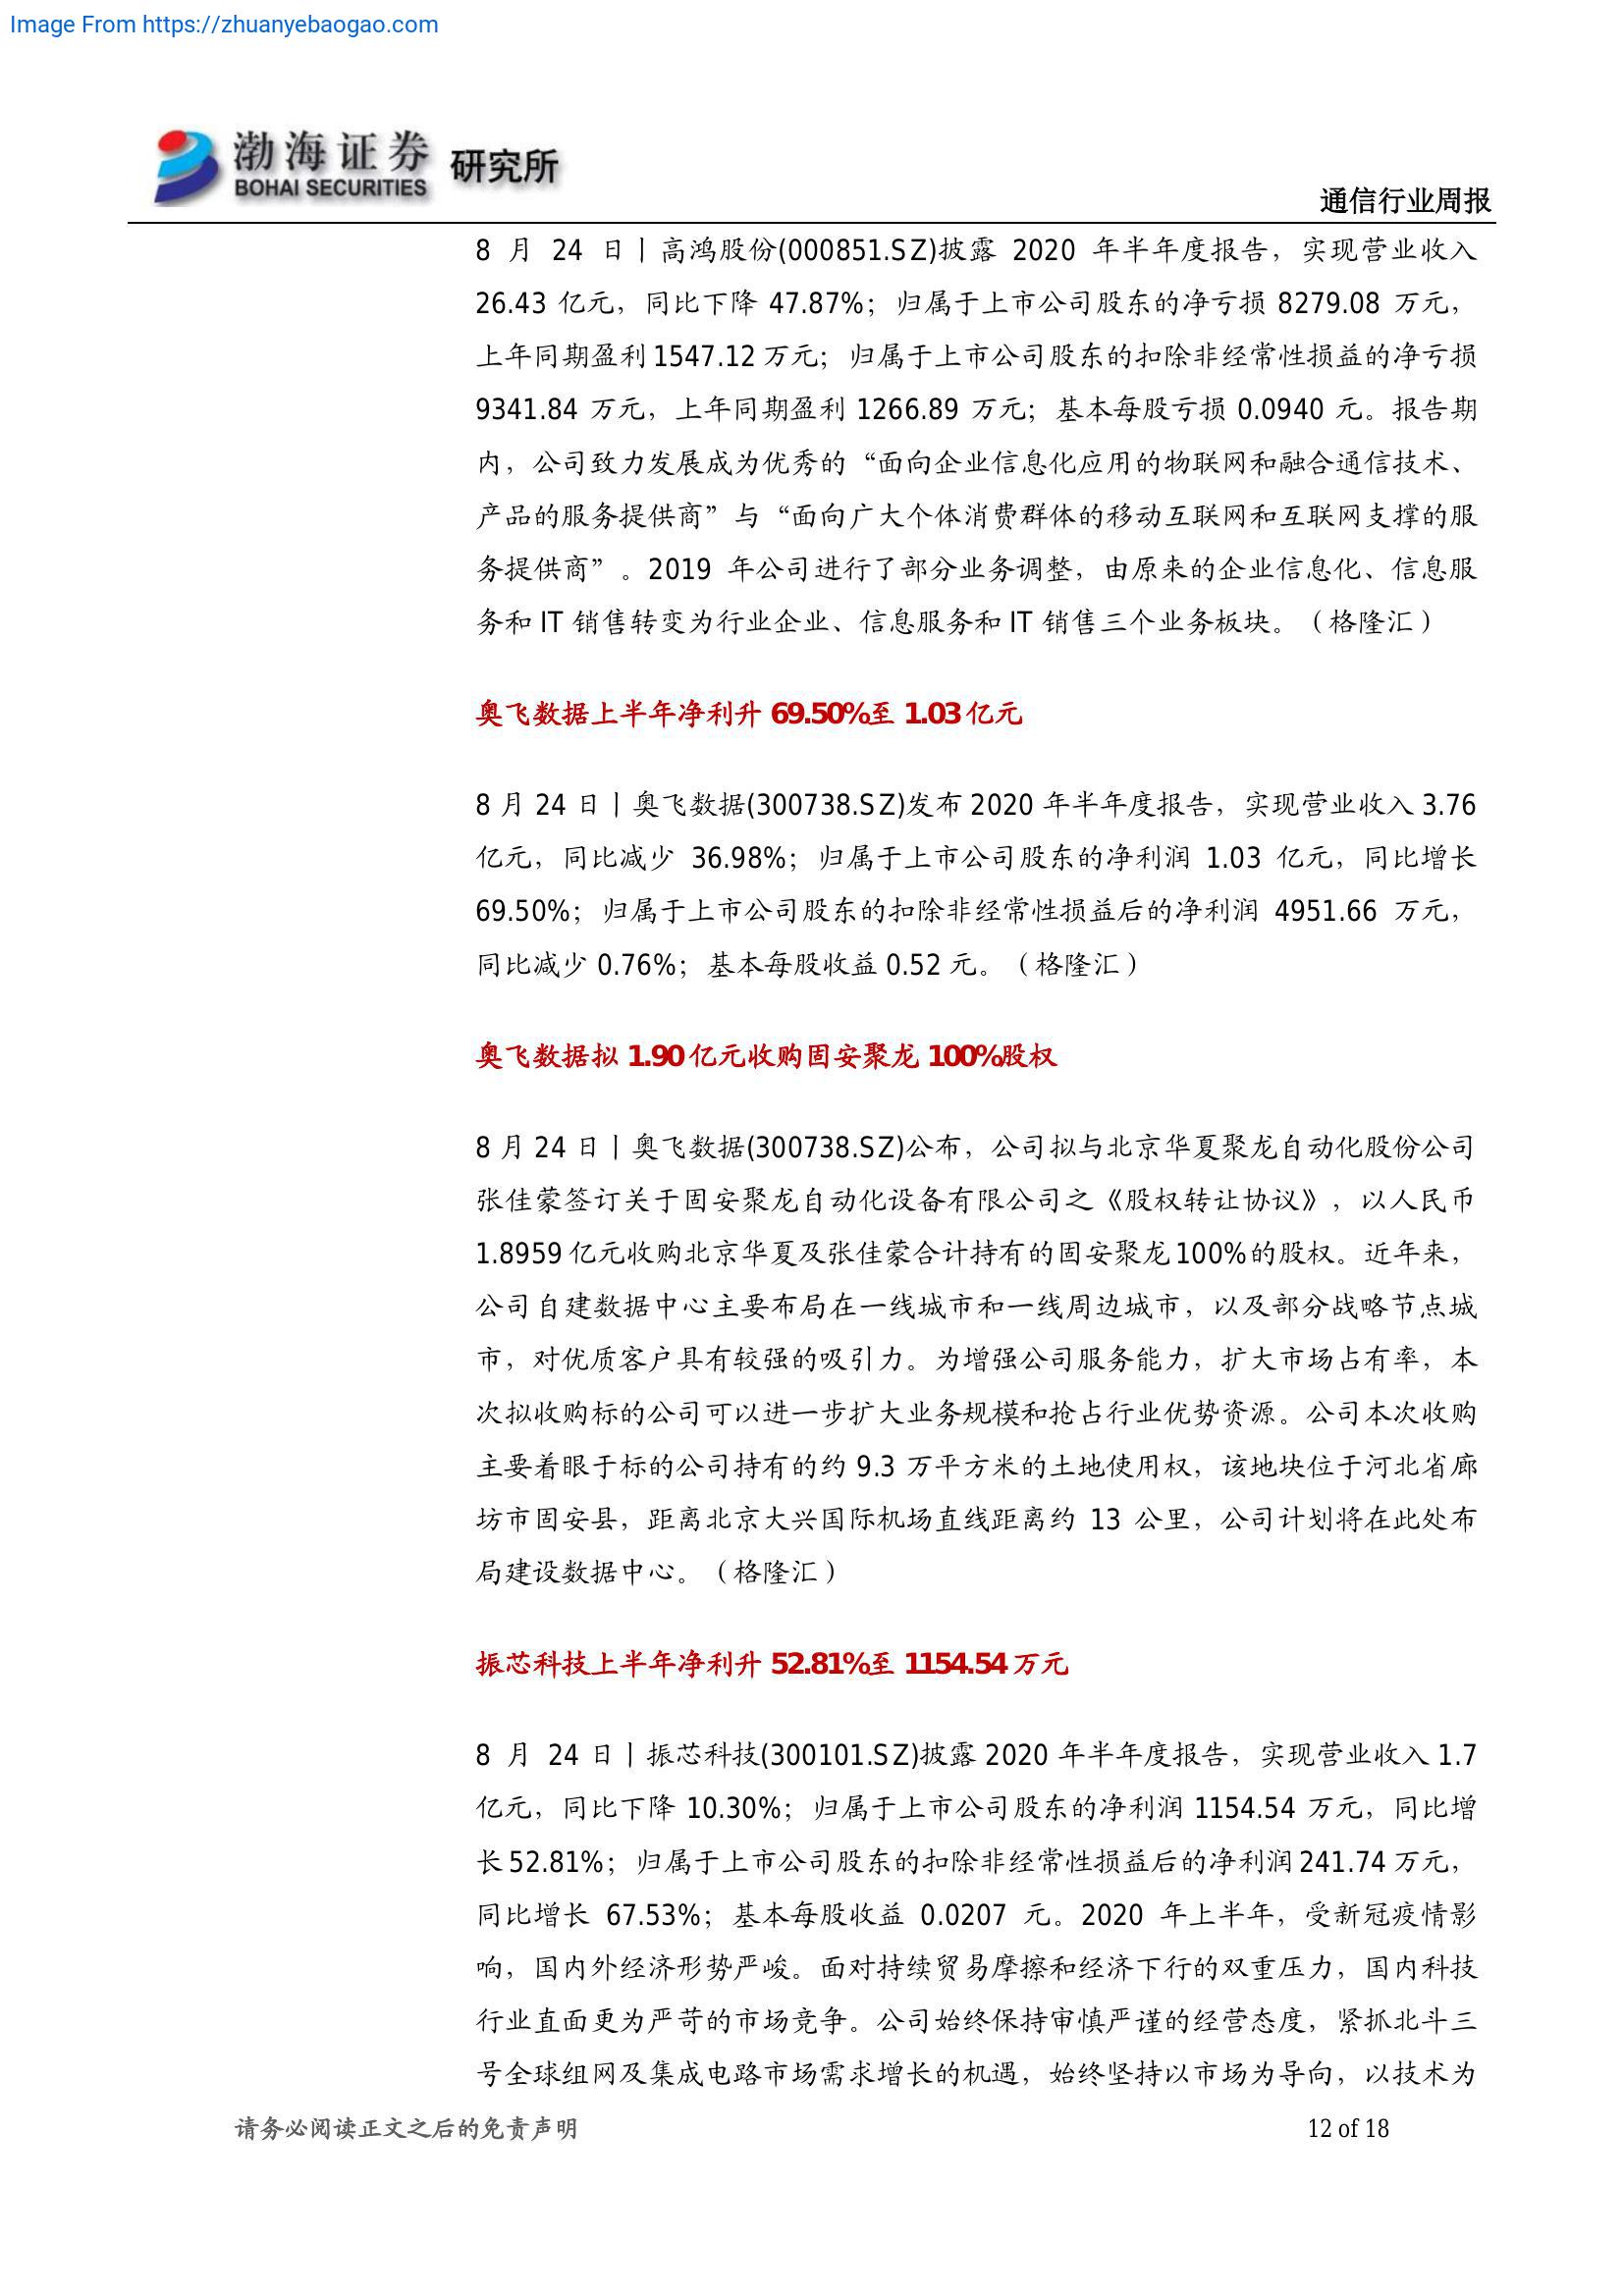 Image From https://zhuanyebaogao.com
渤海证券 研究所
BOHAI SECURITIES
通信行业周报
8 月 24 日丨高鸿股份(000851.SZ)披露 2020 年半年度报告，实现营业收入
26.43 亿元，同比下降 47.87%；归属于上市公司股东的净亏损 8279.08 万元，
上年同期盈利 1547.12 万元；归属于上市公司股东的扣除非经常性损益的净亏损
9341.84 万元，上年同期盈利 1266.89 万元；基本每股亏损 0.0940 元。报告期
内，公司致力发展成为优秀的“面向企业信息化应用的物联网和融合通信技术、
产品的服务提供商”与“面向广大个体消费群体的移动互联网和互联网支撑的服
务提供商”。2019 年公司进行了部分业务调整，由原来的企业信息化、信息服
务和 IT 销售转变为行业企业、信息服务和 IT 销售三个业务板块。（格隆汇）
奥飞数据上半年净利升 69.50%至 1.03 亿元
8 月 24 日丨奥飞数据(300738.SZ)发布 2020 年半年度报告，实现营业收入 3.76
亿元，同比减少 36.98%；归属于上市公司股东的净利润 1.03 亿元，同比增长
69.50%；归属于上市公司股东的扣除非经常性损益后的净利润 4951.66 万元，
同比减少 0.76%；基本每股收益 0.52 元。（格隆汇）
奥飞数据拟 1.90 亿元收购固安聚龙 100%股权
8 月 24 日丨奥飞数据(300738.SZ)公布，公司拟与北京华夏聚龙自动化股份公司
张佳蒙签订关于固安聚龙自动化设备有限公司之《股权转让协议》，以人民币
1.8959 亿元收购北京华夏及张佳蒙合计持有的固安聚龙 100%的股权。近年来，
公司自建数据中心主要布局在一线城市和一线周边城市，以及部分战略节点城
市，对优质客户具有较强的吸引力。为增强公司服务能力，扩大市场占有率，本
次拟收购标的公司可以进一步扩大业务规模和抢占行业优势资源。公司本次收购
主要着眼于标的公司持有的约 9.3 万平方米的土地使用权，该地块位于河北省廊
坊市固安县，距离北京大兴国际机场直线距离约 13 公里，公司计划将在此处布
局建设数据中心。（格隆汇）
振芯科技上半年净利升 52.81%至 1154.54 万元
8 月 24 日丨振芯科技(300101.SZ)披露 2020 年半年度报告，实现营业收入 1.7
亿元，同比下降 10.30%；归属于上市公司股东的净利润 1154.54 万元，同比增
长 52.81%；归属于上市公司股东的扣除非经常性损益后的净利润 241.74 万元，
同比增长 67.53%；基本每股收益 0.0207 元。2020 年上半年，受新冠疫情影
响，国内外经济形势严峻。面对持续贸易摩擦和经济下行的双重压力，国内科技
行业直面更为严苛的市场竞争。公司始终保持审慎严谨的经营态度，紧抓北斗三
号全球组网及集成电路市场需求增长的机遇，始终坚持以市场为导向，以技术为
请务必阅读正文之后的免责声明
12 of 18